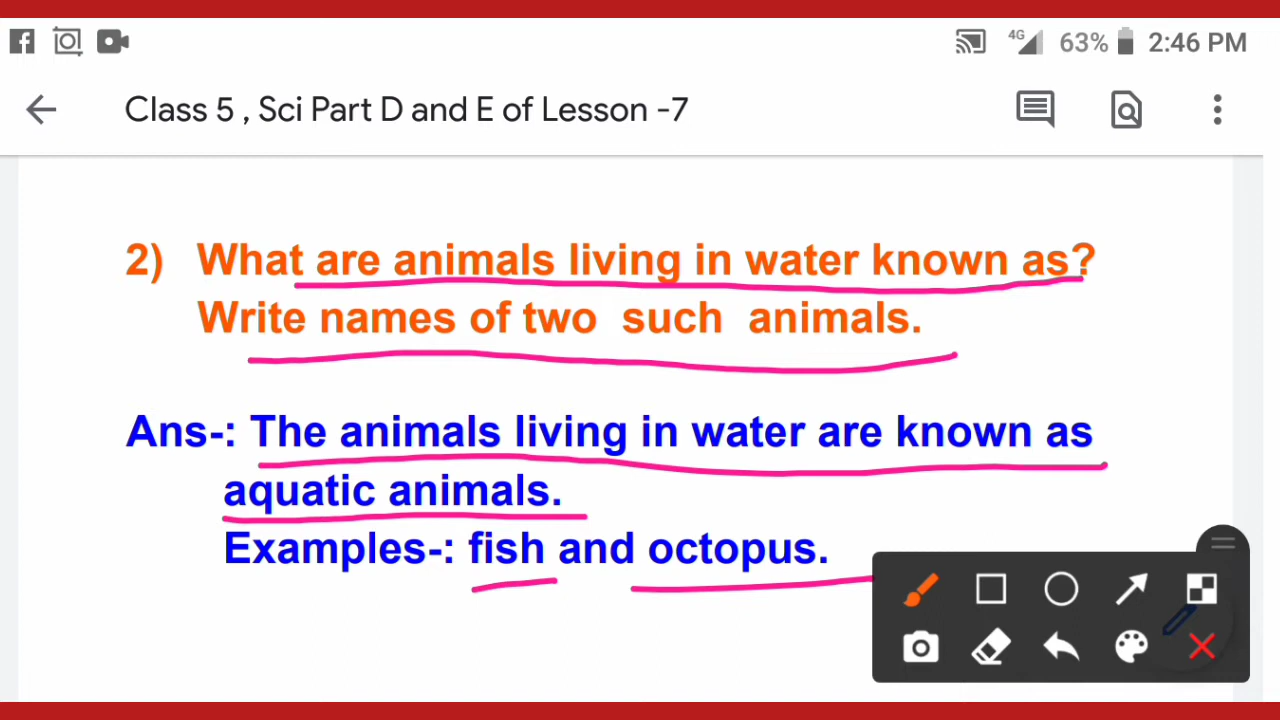 4G 63% 2:46 PM
Class 5 , Sci Part D and E of Lesson -7
2) What are animals living in water known as?
Write names of two such animals.
Ans-: The animals living in water are known as
aquatic animals.
Examples-: fish and octopus.